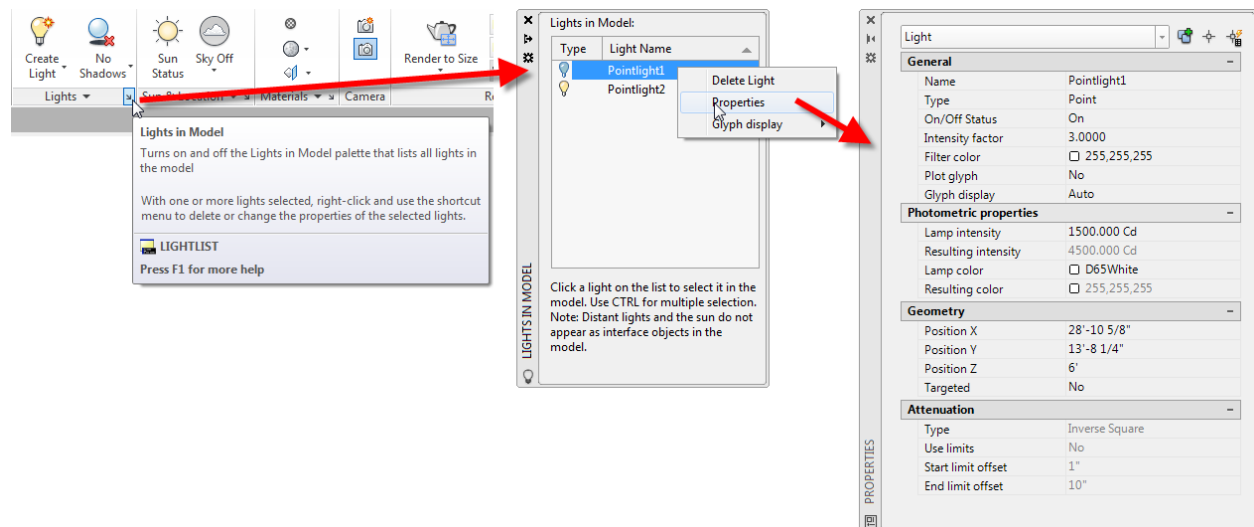 Create Light
No Shadows
Sun Status
Sky Off
Render to Size
Lights
Sun & Location
Materials
Camera
R
Lights in Model
Turns on and off the Lights in Model palette that lists all lights in
the model
With one or more lights selected, right-click and use the shortcut
menu to delete or change the properties of the selected lights.
LIGHTLIST
Press F1 for more help
Lights in Model:
Type Light Name
Pointlight1
Pointlight2
Delete Light
Properties
Glyph display
Click a light on the list to select it in the
model. Use CTRL for multiple selection.
Note: Distant lights and the sun do not
appear as interface objects in the
model.
LIGHTS IN MODEL
Light
General
Name Pointlight1
Type Point
On/Off Status On
Intensity factor 3.0000
Filter color 255,255,255
Plot glyph No
Glyph display Auto
Photometric properties
Lamp intensity 1500.000 Cd
Resulting intensity 4500.000 Cd
Lamp color D65White
Resulting color 255,255,255
Geometry
Position X 28'-10 5/8"
Position Y 13'-8 1/4"
Position Z 6'
Targeted No
Attenuation
Type Inverse Square
Use limits No
Start limit offset 1"
End limit offset 10"
PROPERTIES